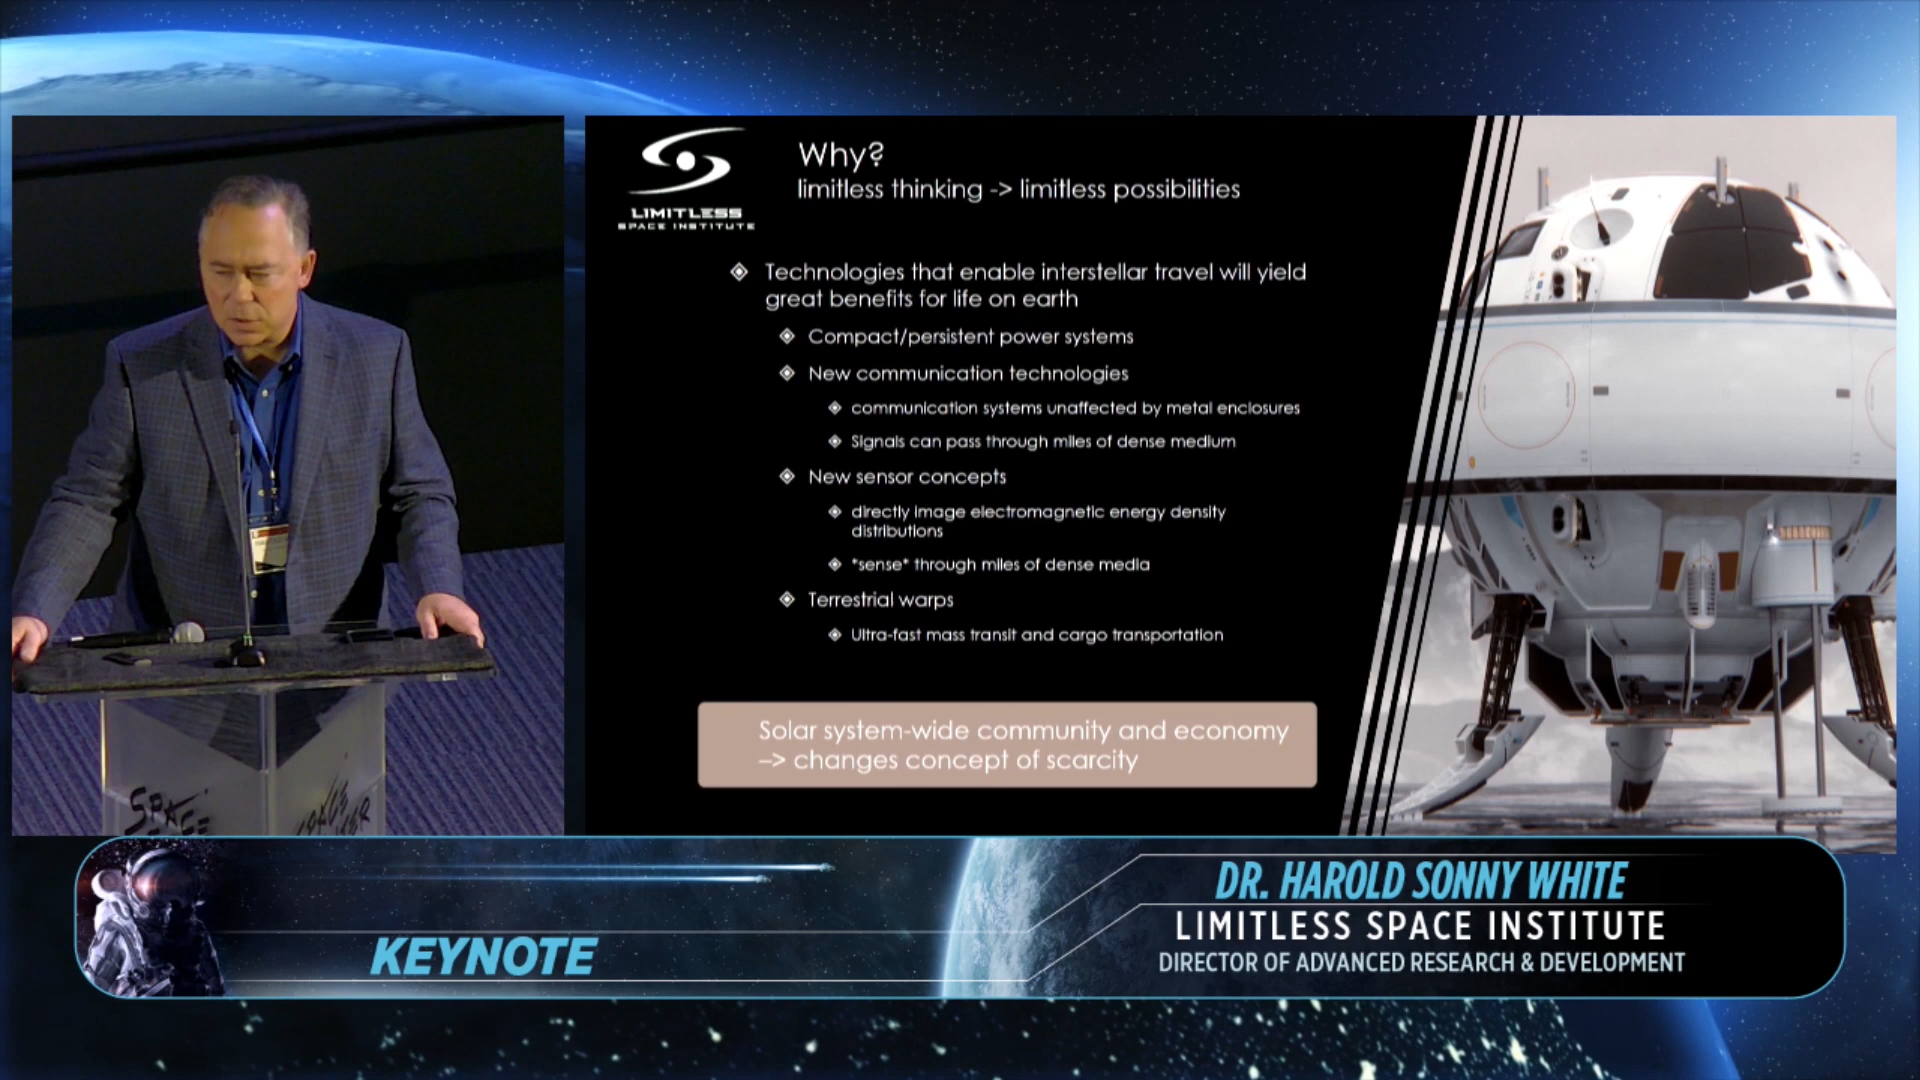 LIMITLESS
SPACE INSTITUTE
Why?
limitless thinking -> limitless possibilities
Technologies that enable interstellar travel will yield
great benefits for life on earth
Compact/persistent power systems
New communication technologies
communication systems unaffected by metal enclosures
Signals can pass through miles of dense medium
New sensor concepts
directly image electromagnetic energy density
distributions
*sense* through miles of dense media
Terrestrial warps
Ultra-fast mass transit and cargo transportation
Solar system-wide community and economy
–> changes concept of scarcity
SPACE
KEYNOTE
DR. HAROLD SONNY WHITE
LIMITLESS SPACE INSTITUTE
DIRECTOR OF ADVANCED RESEARCH & DEVELOPMENT